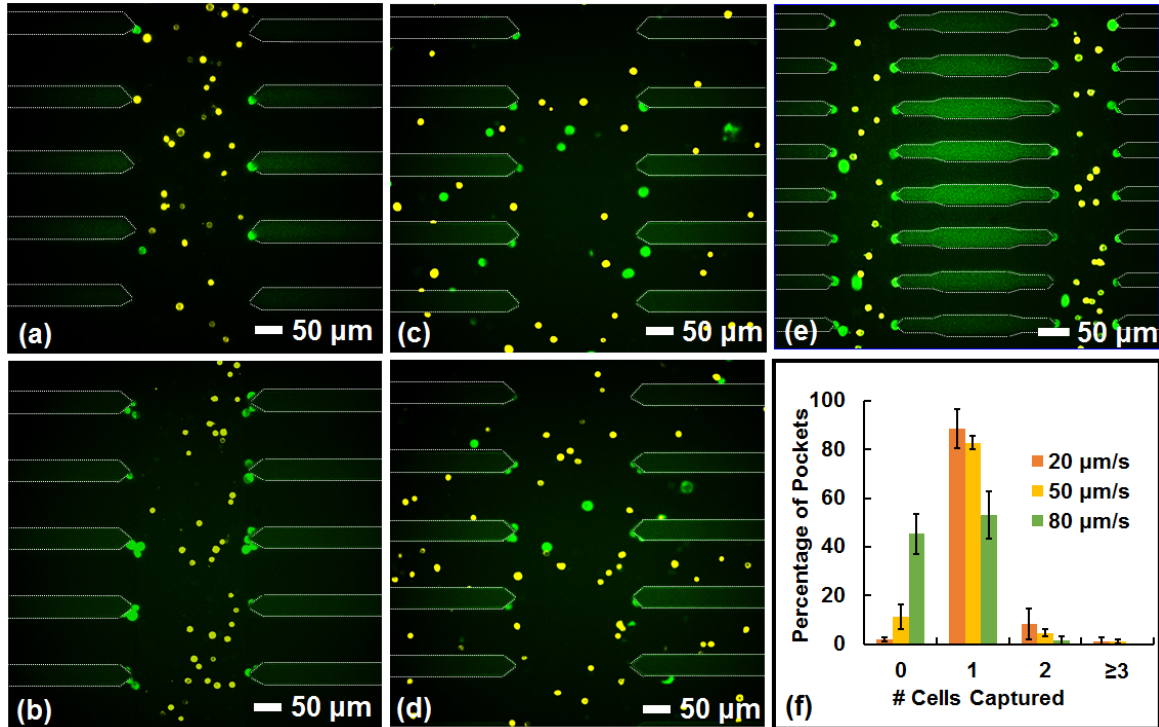 (a)
50 µm
(c)
50 µm
(e)
50 µm
(b)
50 µm
(d)
50 µm
100
80
60
40
20
0
Percentage of Pockets
20 µm/s
50 µm/s
80 µm/s
0 1 2 ≥3
# Cells Captured
(f)